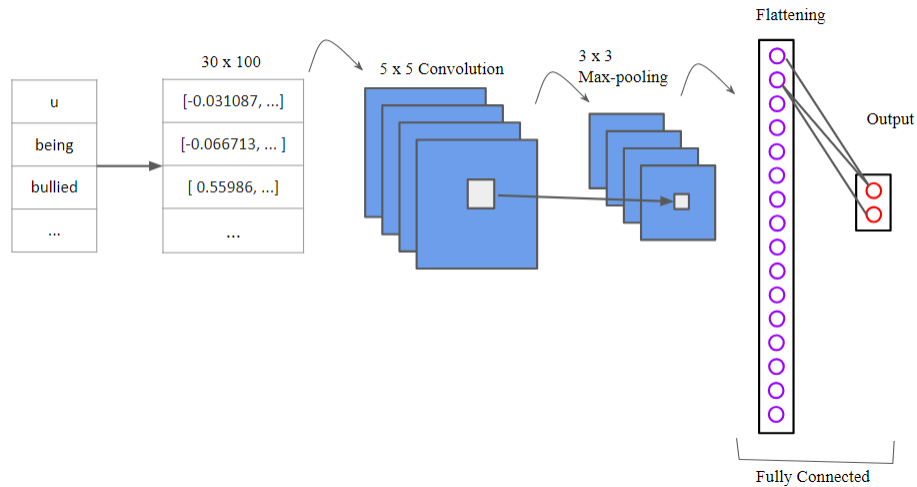 u
being
bullied
...
30 x 100
[-0.031087, ...]
[-0.066713, ... ]
[ 0.55986, ...]
...
5 x 5 Convolution
3 x 3
Max-pooling
Flattening
Output
Fully Connected